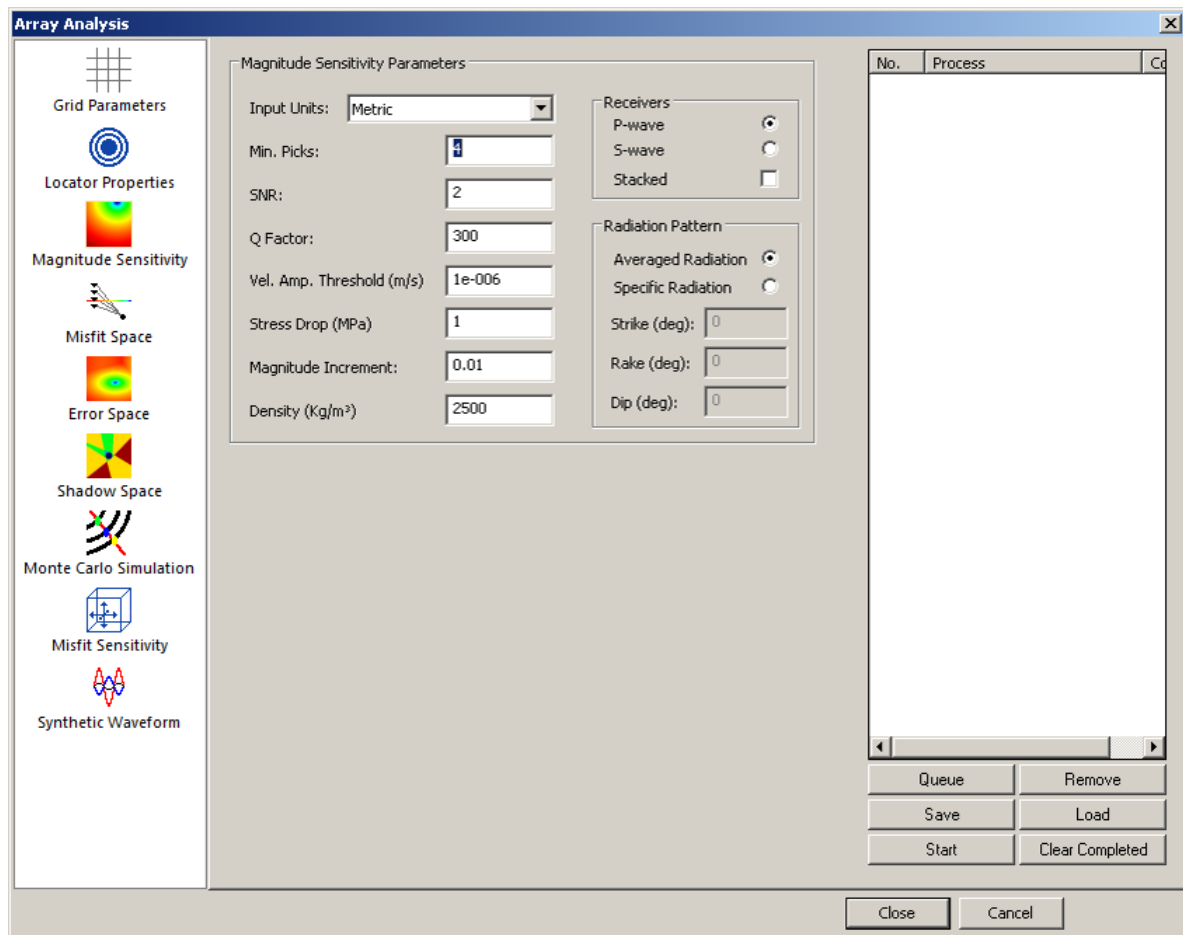 Array Analysis
Grid Parameters
Locator Properties
Magnitude Sensitivity
Misfit Space
Error Space
Shadow Space
Monte Carlo Simulation
Misfit Sensitivity
Synthetic Waveform
Magnitude Sensitivity Parameters
Input Units: Metric
Min. Picks: 4
SNR: 2
Q Factor: 300
Vel. Amp. Threshold (m/s) 1e-006
Stress Drop (MPa) 1
Magnitude Increment: 0.01
Density (Kg/m³) 2500
Receivers
P-wave
S-wave
Stacked
Radiation Pattern
Averaged Radiation
Specific Radiation
Strike (deg): 0
Rake (deg): 0
Dip (deg): 0
No. Process Co
Queue Remove
Save Load
Start Clear Completed
Close Cancel